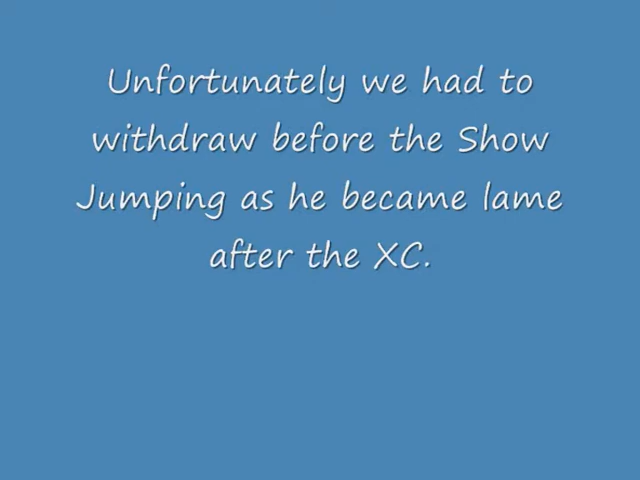 Unfortunately we had to
withdraw before the Show
Jumping as he became lame
after the XC.